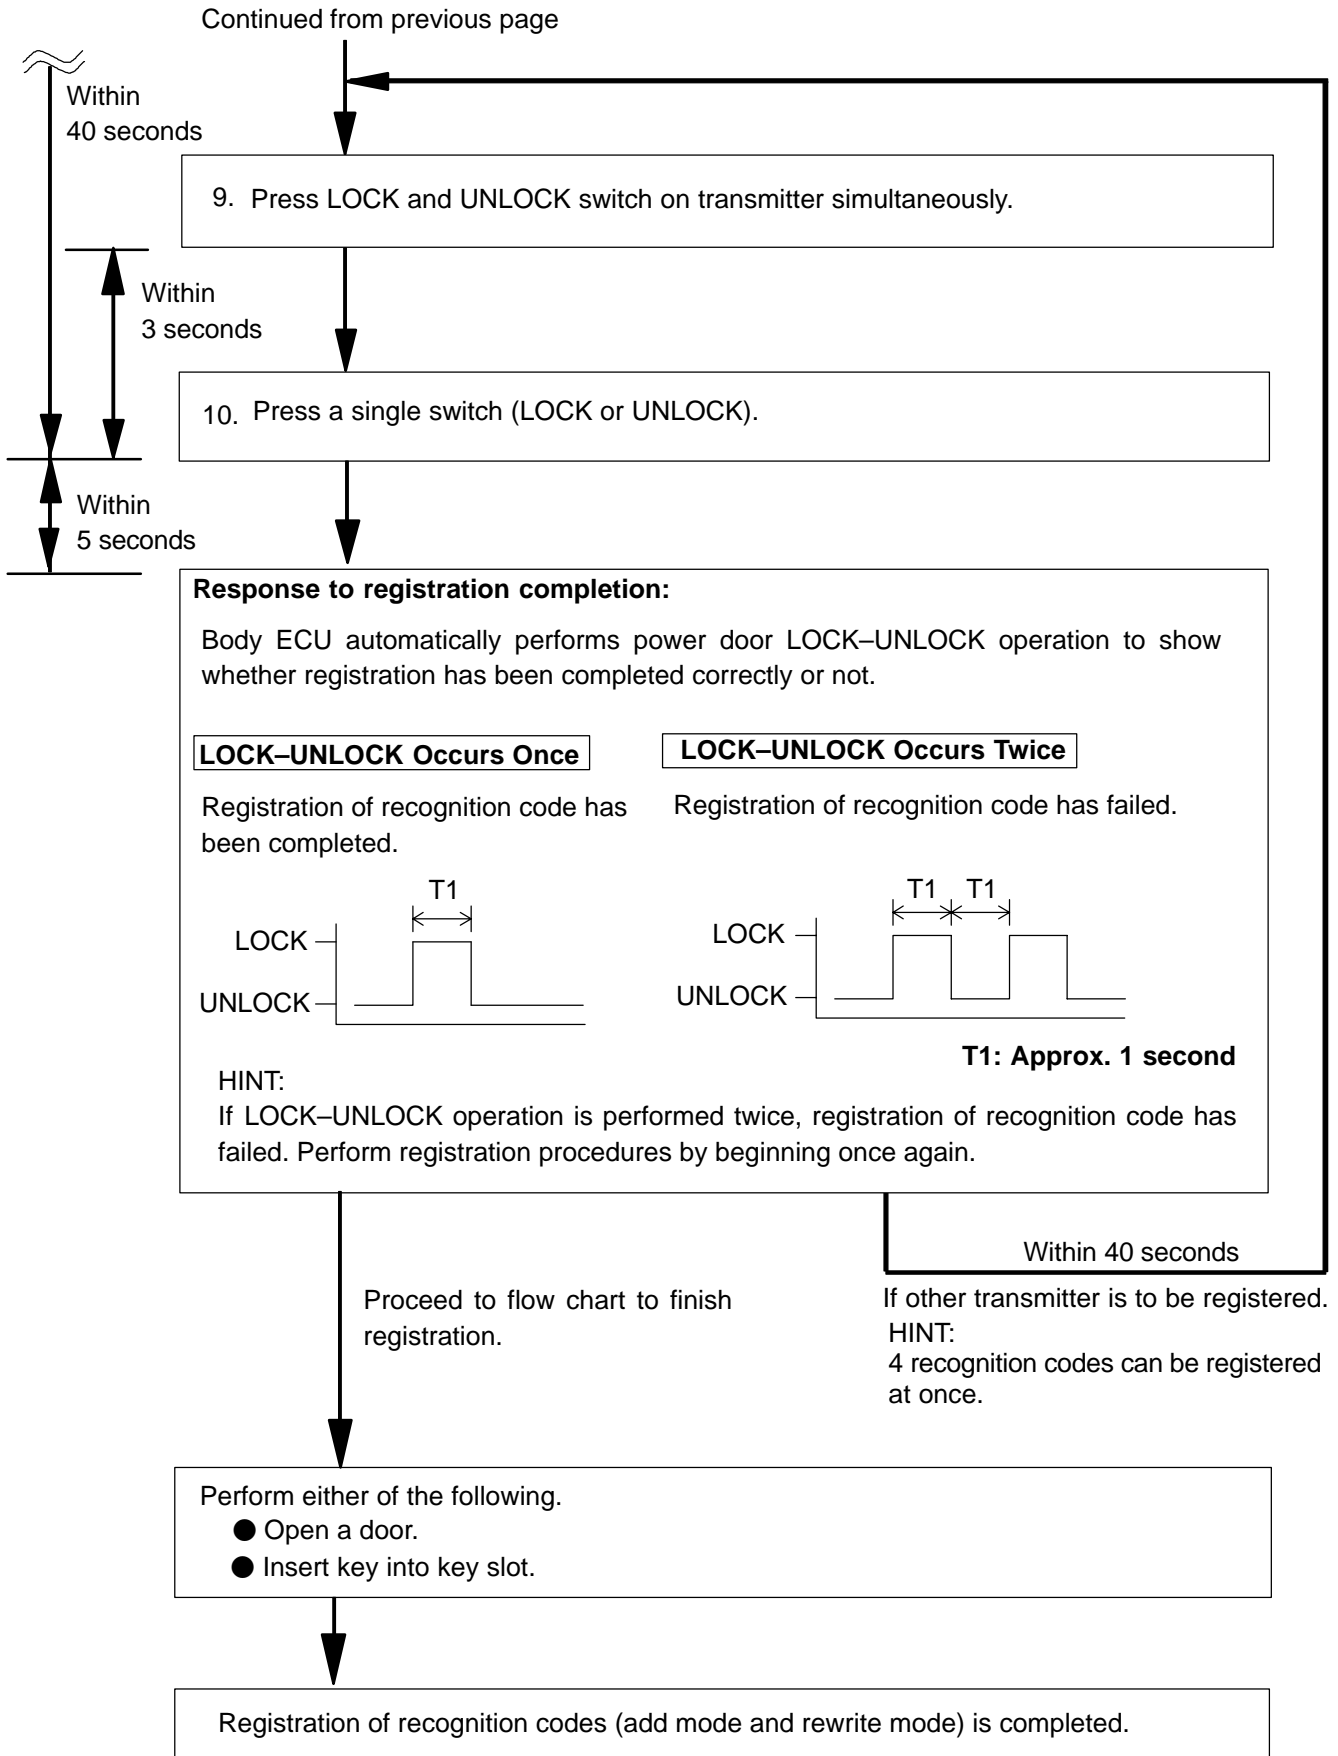 Continued from previous page
Within
40 seconds
9. Press LOCK and UNLOCK switch on transmitter simultaneously.
Within
3 seconds
10. Press a single switch (LOCK or UNLOCK).
Within
5 seconds
Response to registration completion:
Body ECU automatically performs power door LOCK–UNLOCK operation to show
whether registration has been completed correctly or not.
LOCK–UNLOCK Occurs Once
Registration of recognition code has
been completed.
T1
LOCK
UNLOCK
LOCK–UNLOCK Occurs Twice
Registration of recognition code has failed.
T1 T1
LOCK
UNLOCK
T1: Approx. 1 second
HINT:
If LOCK–UNLOCK operation is performed twice, registration of recognition code has
failed. Perform registration procedures by beginning once again.
Within 40 seconds
If other transmitter is to be registered.
HINT:
4 recognition codes can be registered
at once.
Proceed to flow chart to finish
registration.
Perform either of the following.
● Open a door.
● Insert key into key slot.
Registration of recognition codes (add mode and rewrite mode) is completed.